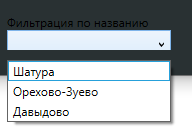 Фильтрация по названию
Шатура
Орехово-Зуево
Давыдово